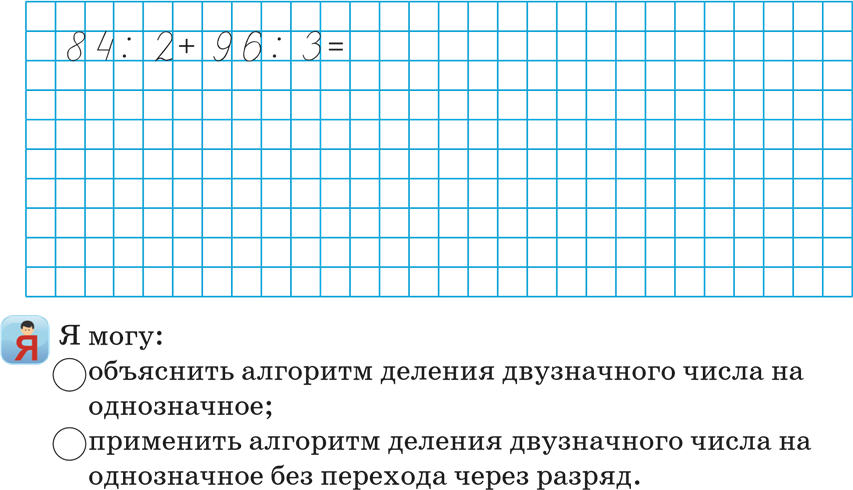 84 : 2 + 96 : 3 =
Я
Я могу:
объяснить алгоритм деления двузначного числа на
однозначное;
применить алгоритм деления двузначного числа на
однозначное без перехода через разряд.